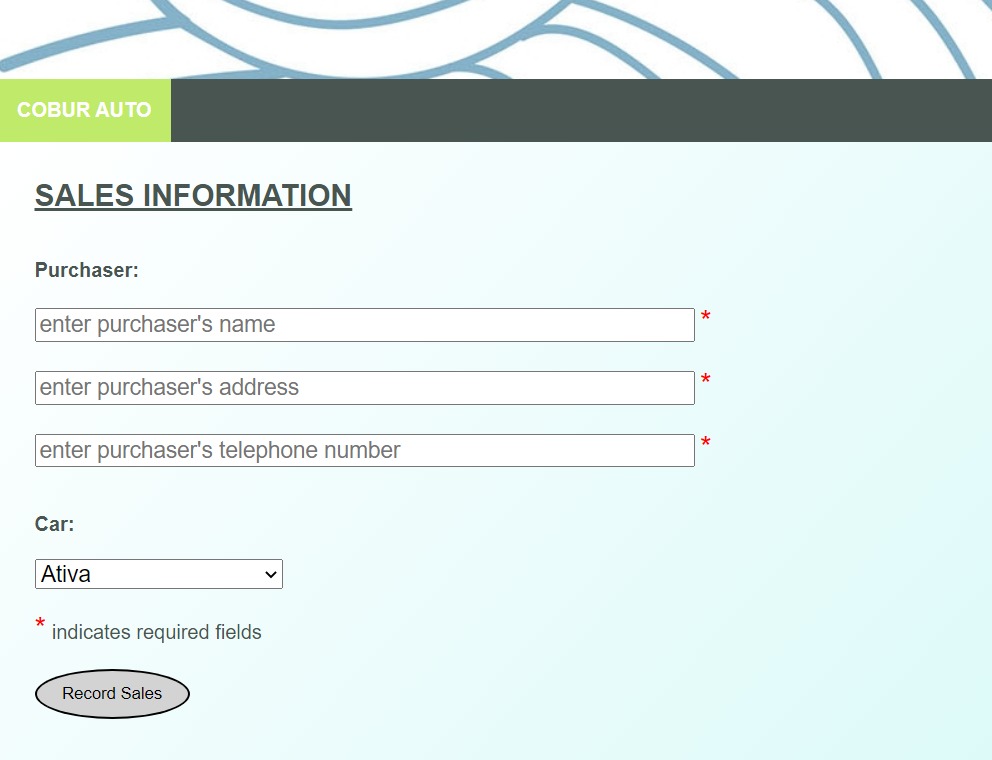 COBUR AUTO
SALES INFORMATION
Purchaser:
enter purchaser's name *
enter purchaser's address *
enter purchaser's telephone number *
Car:
Ativa
* indicates required fields
Record Sales